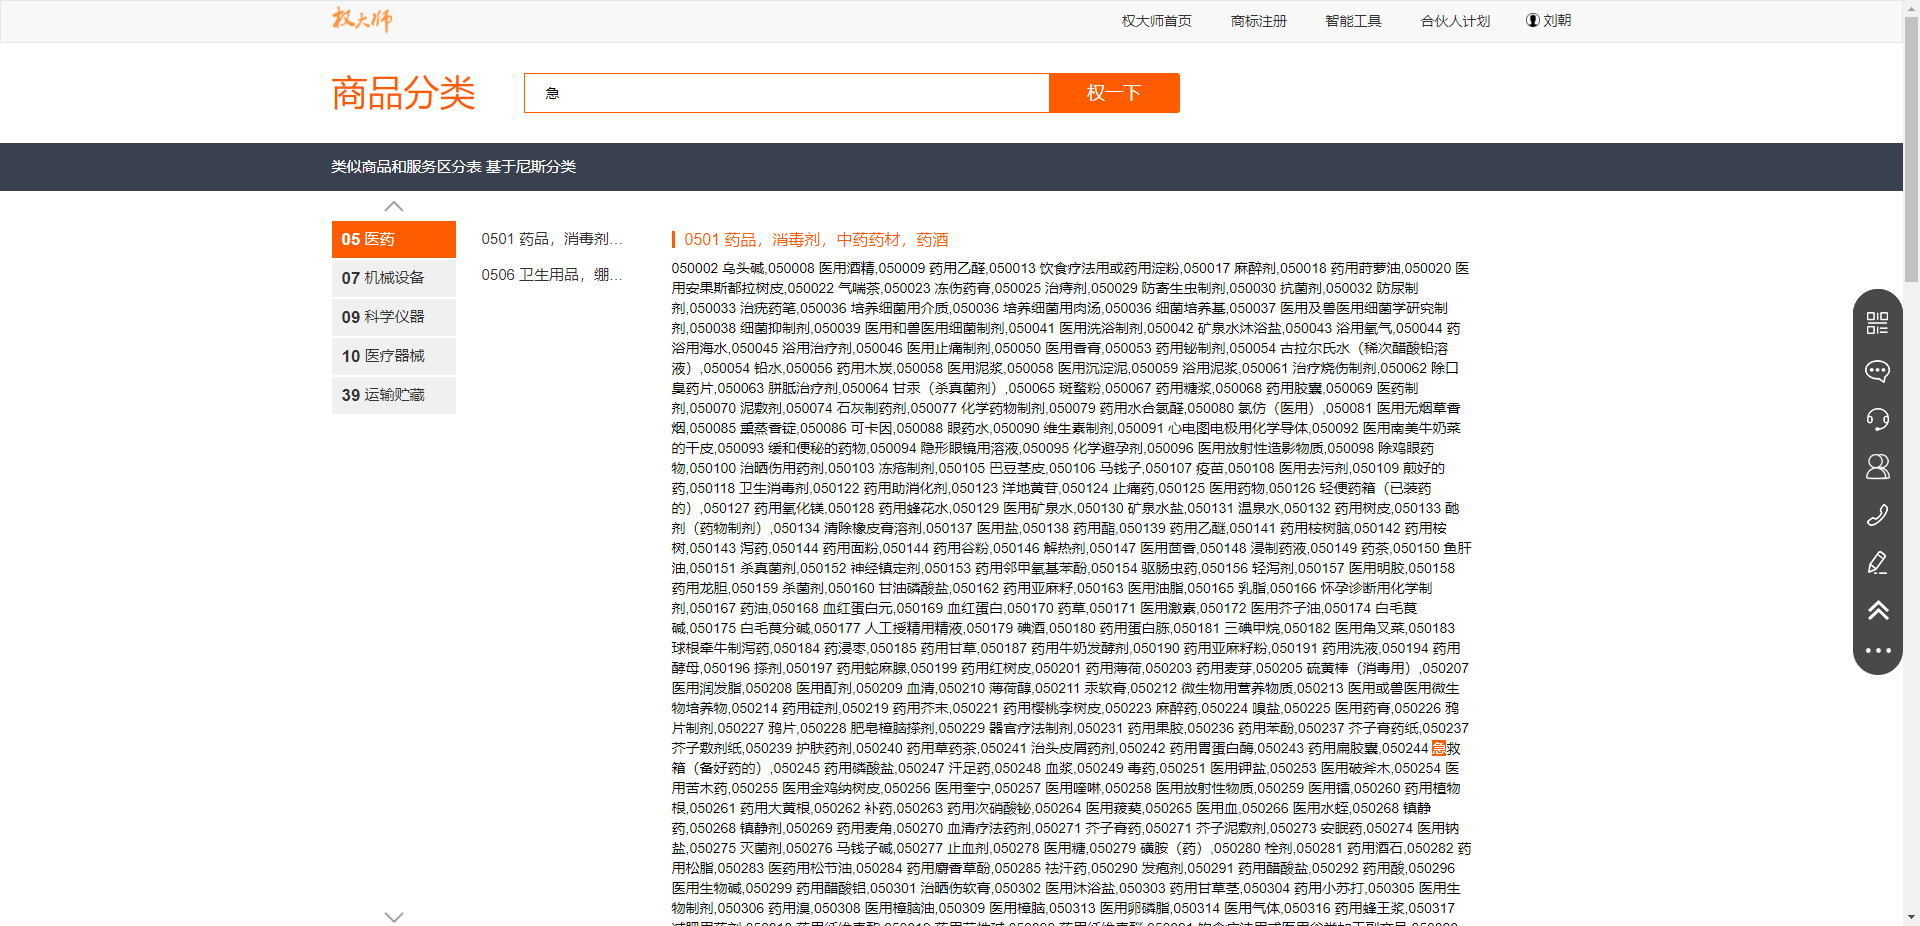 权大师
权大师首页 商标注册 智能工具 合伙人计划 刘朝
商品分类
急
权一下
类似商品和服务区分表 基于尼斯分类
05 医药
07 机械设备
09 科学仪器
10 医疗器械
39 运输贮藏
0501 药品，消毒剂...
0506 卫生用品，绷...
0501 药品，消毒剂，中药药材，药酒
050002 乌头碱,050008 医用酒精,050009 药用乙醛,050013 饮食疗法用或药用淀粉,050017 麻醉剂,050018 药用莳萝油,050020 医
用安果斯都拉树皮,050022 气喘茶,050023 冻伤药膏,050025 治痔剂,050029 防寄生虫制剂,050030 抗菌剂,050032 防尿制
剂,050033 治疣药笔,050036 培养细菌用介质,050036 培养细菌用肉汤,050036 细菌培养基,050037 医用及兽医用细菌学研究制
剂,050038 细菌抑制剂,050039 医用和兽医用细菌制剂,050041 医用洗浴制剂,050042 矿泉水沐浴盐,050043 浴用氧气,050044 药
浴用海水,050045 浴用治疗剂,050046 医用止痛制剂,050050 医用香膏,050053 药用铋制剂,050054 古拉尔氏水（稀次醋酸铅溶
液）,050054 铅水,050056 药用木炭,050058 医用泥浆,050058 医用沉淀泥,050059 浴用泥浆,050061 治疗烧伤制剂,050062 除口
臭药片,050063 胼胝治疗剂,050064 甘汞（杀真菌剂）,050065 斑蝥粉,050067 药用糖浆,050068 药用胶囊,050069 医药制
剂,050070 泥敷剂,050074 石灰制药剂,050077 化学药物制剂,050079 药用水合氯醛,050080 氯仿（医用）,050081 医用无烟草香
烟,050085 熏蒸香锭,050086 可卡因,050088 眼药水,050090 维生素制剂,050091 心电图电极用化学导体,050092 医用南美牛奶菜
的干皮,050093 缓和便秘的药物,050094 隐形眼镜用溶液,050095 化学避孕剂,050096 医用放射性造影物质,050098 除鸡眼药
物,050100 治晒伤用药剂,050103 冻疮制剂,050105 巴豆茎皮,050106 马钱子,050107 疫苗,050108 医用去污剂,050109 煎好的
药,050118 卫生消毒剂,050122 药用助消化剂,050123 洋地黄苷,050124 止痛药,050125 医用药物,050126 轻便药箱（已装药
的）,050127 药用氧化镁,050128 药用蜂花水,050129 医用矿泉水,050130 矿泉水盐,050131 温泉水,050132 药用树皮,050133 酏
剂（药物制剂）,050134 清除橡皮膏溶剂,050137 医用盐,050138 药用酯,050139 药用乙醚,050141 药用桉树脑,050142 药用桉
树,050143 泻药,050144 药用面粉,050144 药用谷粉,050146 解热剂,050147 医用茴香,050148 浸制药液,050149 药茶,050150 鱼肝
油,050151 杀真菌剂,050152 神经镇定剂,050153 药用邻甲氧基苯酚,050154 驱肠虫药,050156 轻泻剂,050157 医用明胶,050158
药用龙胆,050159 杀菌剂,050160 甘油磷酸盐,050162 药用亚麻籽,050163 医用油脂,050165 乳脂,050166 怀孕诊断用化学制
剂,050167 药油,050168 血红蛋白元,050169 血红蛋白,050170 药草,050171 医用激素,050172 医用芥子油,050174 白毛茛
碱,050175 白毛茛分碱,050177 人工授精用精液,050179 碘酒,050180 药用蛋白胨,050181 三碘甲烷,050182 医用角叉菜,050183
球根牵牛制泻药,050184 药浸枣,050185 药用甘草,050187 药用牛奶发酵剂,050190 药用亚麻籽粉,050191 药用洗液,050194 药用
酵母,050196 搽剂,050197 药用蛇麻腺,050199 药用红树皮,050201 药用薄荷,050203 药用麦芽,050205 硫黄棒（消毒用）,050207
医用润发脂,050208 医用酊剂,050209 血清,050210 薄荷醇,050211 汞软膏,050212 微生物用营养物质,050213 医用或兽医用微生
物培养物,050214 药用锭剂,050219 药用芥末,050221 药用樱桃李树皮,050223 麻醉药,050224 嗅盐,050225 医用药膏,050226 鸦
片制剂,050227 鸦片,050228 肥皂樟脑搽剂,050229 器官疗法制剂,050231 药用果胶,050236 药用苯酚,050237 芥子膏药纸,050237
芥子敷剂纸,050239 护肤药剂,050240 药用草药茶,050241 治头皮屑药剂,050242 药用胃蛋白酶,050243 药用扁胶囊,050244 急救
箱（备好药的）,050245 药用磷酸盐,050247 汗足药,050248 血浆,050249 毒药,050251 医用钾盐,050253 医用破斧木,050254 医
用苦木药,050255 医用金鸡纳树皮,050256 医用奎宁,050257 医用喹啉,050258 医用放射性物质,050259 医用镭,050260 药用植物
根,050261 药用大黄根,050262 补药,050263 药用次硝酸铋,050264 医用菝葜,050265 医用血,050266 医用水蛭,050268 镇静
药,050268 镇静剂,050269 药用麦角,050270 血清疗法药剂,050271 芥子膏药,050271 芥子泥敷剂,050273 安眠药,050274 医用钠
盐,050275 灭菌剂,050276 马钱子碱,050277 止血剂,050278 医用糖,050279 磺胺（药）,050280 栓剂,050281 药用酒石,050282 药
用松脂,050283 医药用松节油,050284 药用麝香草酚,050285 祛汗药,050290 发疱剂,050291 药用醋酸盐,050292 药用酸,050296
医用生物碱,050299 药用醋酸铝,050301 治晒伤软膏,050302 医用沐浴盐,050303 药用甘草茎,050304 药用小苏打,050305 医用生
物制剂,050306 药用溴,050308 医用樟脑油,050309 医用樟脑,050313 医用卵磷脂,050314 医用气体,050316 药用蜂王浆,050317